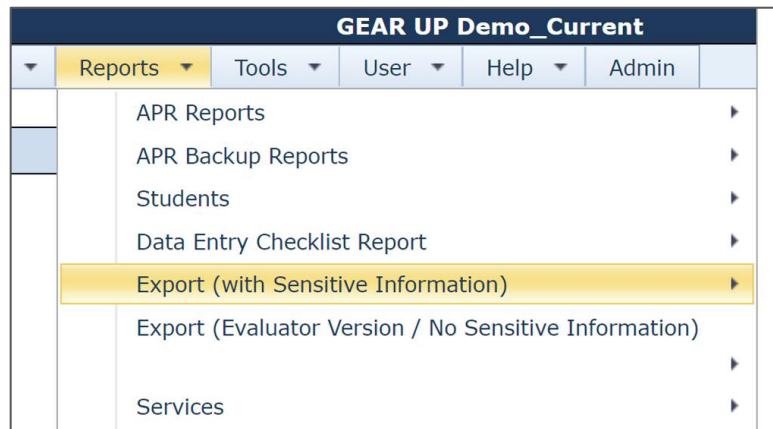 GEAR UP Demo_Current
Reports Tools User Help Admin
APR Reports
APR Backup Reports
Students
Data Entry Checklist Report
Export (with Sensitive Information)
Export (Evaluator Version / No Sensitive Information)
Services